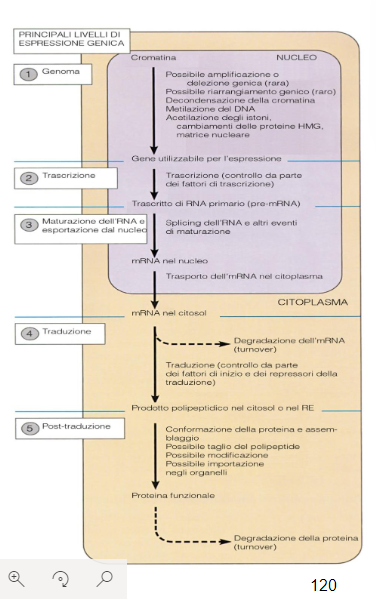 PRINCIPALI LIVELLI DI
ESPRESSIONE GENICA
Cromatina
NUCLEO
1 Genoma
Possibile amplificazione o
delezione genica (rara)
Possibile riarrangiamento genico (raro)
Decondensazione della cromatina
Metilazione del DNA
Acetilazione degli istoni,
cambiamenti delle proteine HMG,
matrice nucleare
Gene utilizzabile per l'espressione
2 Trascrizione
Trascrizione (controllo da parte
dei fattori di trascrizione)
Trascritto di RNA primario (pre-mRNA)
3 Maturazione dell'RNA e
esportazione dal nucleo
Splicing dell'RNA e altri eventi
di maturazione
mRNA nel nucleo
Trasporto dell'mRNA nel citoplasma
CITOPLASMA
mRNA nel citosol
4 Traduzione
Degradazione dell'mRNA
(turnover)
Traduzione (controllo da parte
dei fattori di inizio e dei repressori della
traduzione)
Prodotto polipeptidico nel citosol o nel RE
5 Post-traduzione
Conformazione della proteina e assem-
blaggio
Possibile taglio del polipeptide
Possibile modificazione
Possibile importazione
negli organelli
Proteina funzionale
Degradazione della proteina
(turnover)
120